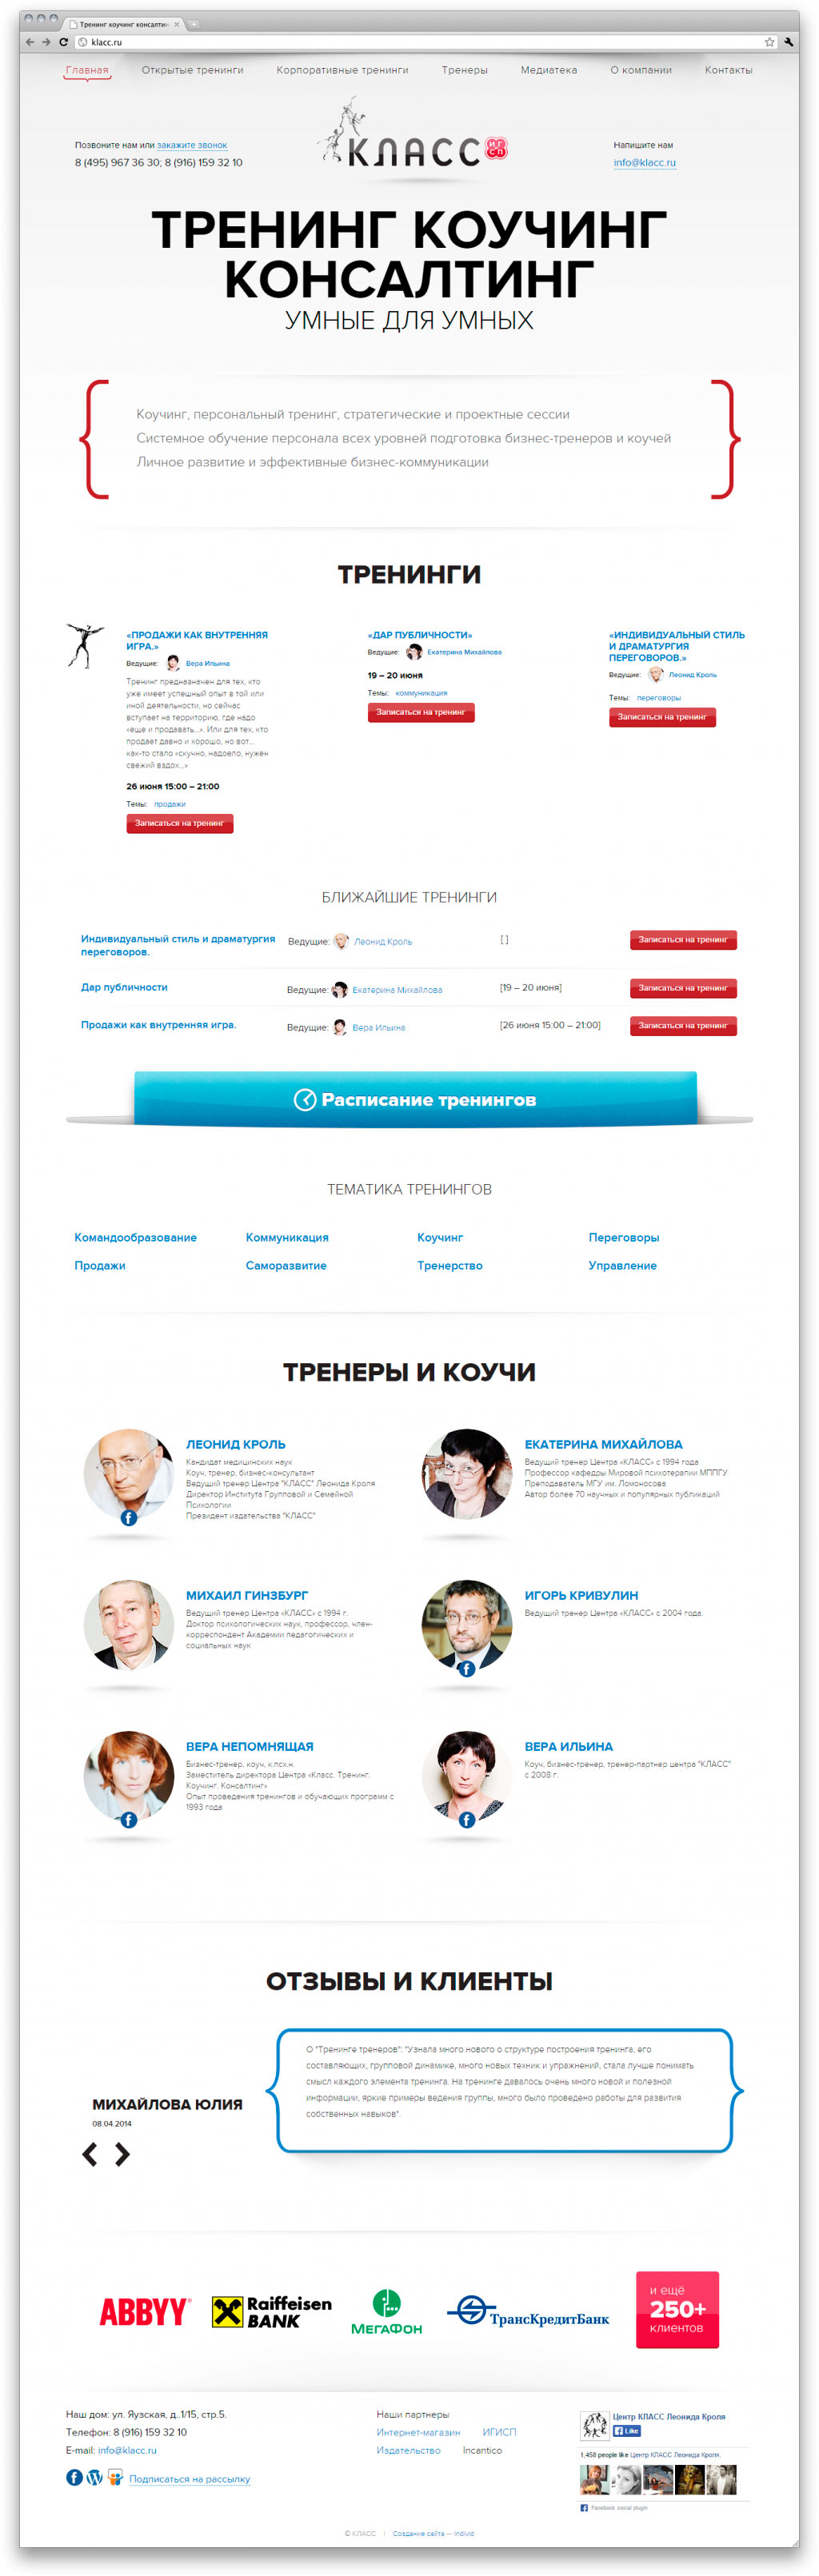 Тренинг коучинг консалтин
klacc.ru
Главная Открытые тренинги Корпоративные тренинги Тренеры Медиатека О компании Контакты
Позвоните нам или закажите звонок
8 (495) 967 36 30; 8 (916) 159 32 10
КЛАСС ИГ СП
Напишите нам
info@klacc.ru
ТРЕНИНГ КОУЧИНГ
КОНСАЛТИНГ
УМНЫЕ ДЛЯ УМНЫХ
Коучинг, персональный тренинг, стратегические и проектные сессии
Системное обучение персонала всех уровней подготовка бизнес-тренеров и коучей
Личное развитие и эффективные бизнес-коммуникации
ТРЕНИНГИ
«ПРОДАЖИ КАК ВНУТРЕННЯЯ
ИГРА.»
Ведущие: Вера Ильина
Тренинг предназначен для тех, кто
уже имеет успешный опыт в той или
иной деятельности, но сейчас
вступает на территорию, где надо
«еще и продавать...». Или для тех, кто
продает давно и хорошо, но вот...
как-то стало «скучно, надоело, нужен
свежий вздох...»
26 июня 15:00 – 21:00
Темы: продажи
Записаться на тренинг
«ДАР ПУБЛИЧНОСТИ»
Ведущие: Екатерина Михайлова
19 – 20 июня
Темы: коммуникация
Записаться на тренинг
«ИНДИВИДУАЛЬНЫЙ СТИЛЬ
И ДРАМАТУРГИЯ
ПЕРЕГОВОРОВ.»
Ведущие: Леонид Кроль
Темы: переговоры
Записаться на тренинг
БЛИЖАЙШИЕ ТРЕНИНГИ
Индивидуальный стиль и драматургия
переговоров.
Ведущие: Леонид Кроль
[ ]
Записаться на тренинг
Дар публичности Ведущие: Екатерина Михайлова [19 – 20 июня] Записаться на тренинг
Продажи как внутренняя игра. Ведущие: Вера Ильина [26 июня 15:00 – 21:00] Записаться на тренинг
Расписание тренингов
ТЕМАТИКА ТРЕНИНГОВ
Командообразование Коммуникация Коучинг Переговоры
Продажи Саморазвитие Тренерство Управление
ТРЕНЕРЫ И КОУЧИ
ЛЕОНИД КРОЛЬ
Кандидат медицинских наук
Коуч, тренер, бизнес-консультант
Ведущий тренер Центра "КЛАСС" Леонида Кроля
Директор Института Групповой и Семейной
Психологии
Президент издательства "КЛАСС"
ЕКАТЕРИНА МИХАЙЛОВА
Ведущий тренер Центра «КЛАСС» с 1994 года
Профессор кафедры Мировой психотерапии МППГУ
Преподаватель МГУ им. Ломоносова
Автор более 70 научных и популярных публикаций
МИХАИЛ ГИНЗБУРГ
Ведущий тренер Центра «КЛАСС» с 1994 г.
Доктор психологических наук, профессор, член-
корреспондент Академии педагогических и
социальных наук
ИГОРЬ КРИВУЛИН
Ведущий тренер Центра «КЛАСС» с 2004 года.
ВЕРА НЕПОМНЯЩАЯ
Бизнес-тренер, коуч, к.псх.н.
Заместитель директора Центра «Класс. Тренинг.
Коучинг. Консалтинг»
Опыт проведения тренингов и обучающих программ с
1993 года
ВЕРА ИЛЬИНА
Коуч, бизнес-тренер, тренер-партнер центра "КЛАСС"
с 2008 г.
ОТЗЫВЫ И КЛИЕНТЫ
МИХАЙЛОВА ЮЛИЯ
08.04.2014
О "Тренинге тренеров": "Узнала много нового о структуре построения тренинга, его
составляющих, групповой динамике, много новых техник и упражнений, стала лучше понимать
смысл каждого элемента тренинга. На тренинге давалось очень много новой и полезной
информации, яркие примеры ведения группы, много было проведено работы для развития
собственных навыков".
ABBYY®
Raiffeisen
BANK
МЕГАФОН
ТрансКредитБанк
и ещё
250+
клиентов
Наш дом: ул. Яузская, д..1/15, стр.5.
Телефон: 8 (916) 159 32 10
E-mail: info@klacc.ru
Подписаться на рассылку
Наши партнеры
Интернет-магазин ИГИСП
Издательство Incantico
Центр КЛАСС Леонида Кроля
Like
1,458 people like Центр КЛАСС Леонида Кроля.
Facebook social plugin
© КЛАСС | Создание сайта — Individ